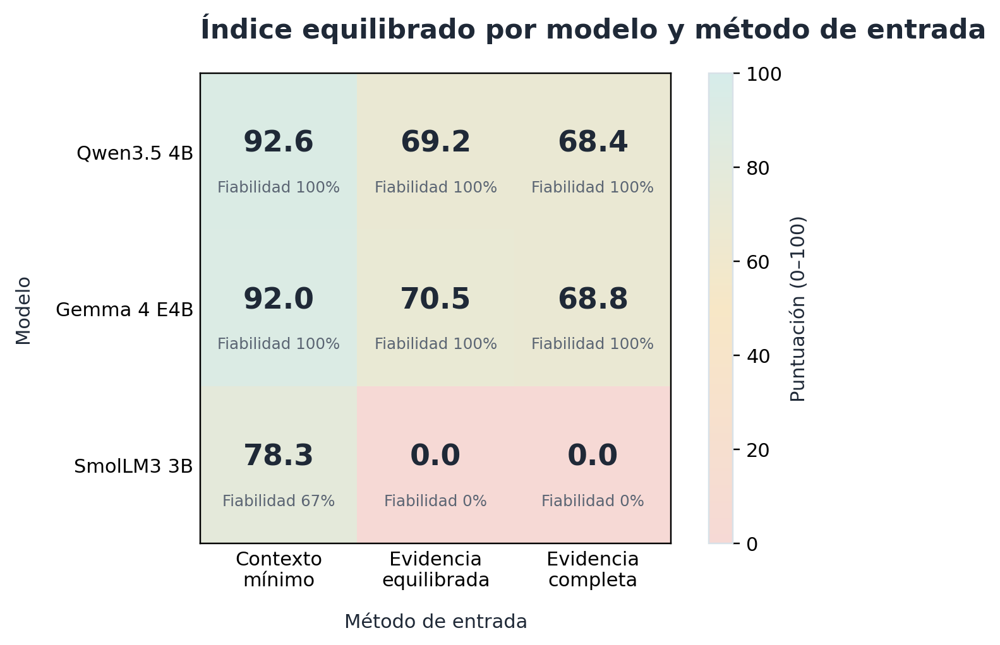 Índice equilibrado por modelo y método de entrada
Modelo
Qwen3.5 4B
92.6
69.2
68.4
Fiabilidad 100%
Fiabilidad 100%
Fiabilidad 100%
Gemma 4 E4B
92.0
70.5
68.8
Fiabilidad 100%
Fiabilidad 100%
Fiabilidad 100%
SmolLM3 3B
78.3
0.0
0.0
Fiabilidad 67%
Fiabilidad 0%
Fiabilidad 0%
Contexto
mínimo
Evidencia
equilibrada
Evidencia
completa
Método de entrada
100
80
60
40
20
0
Puntuación (0–100)